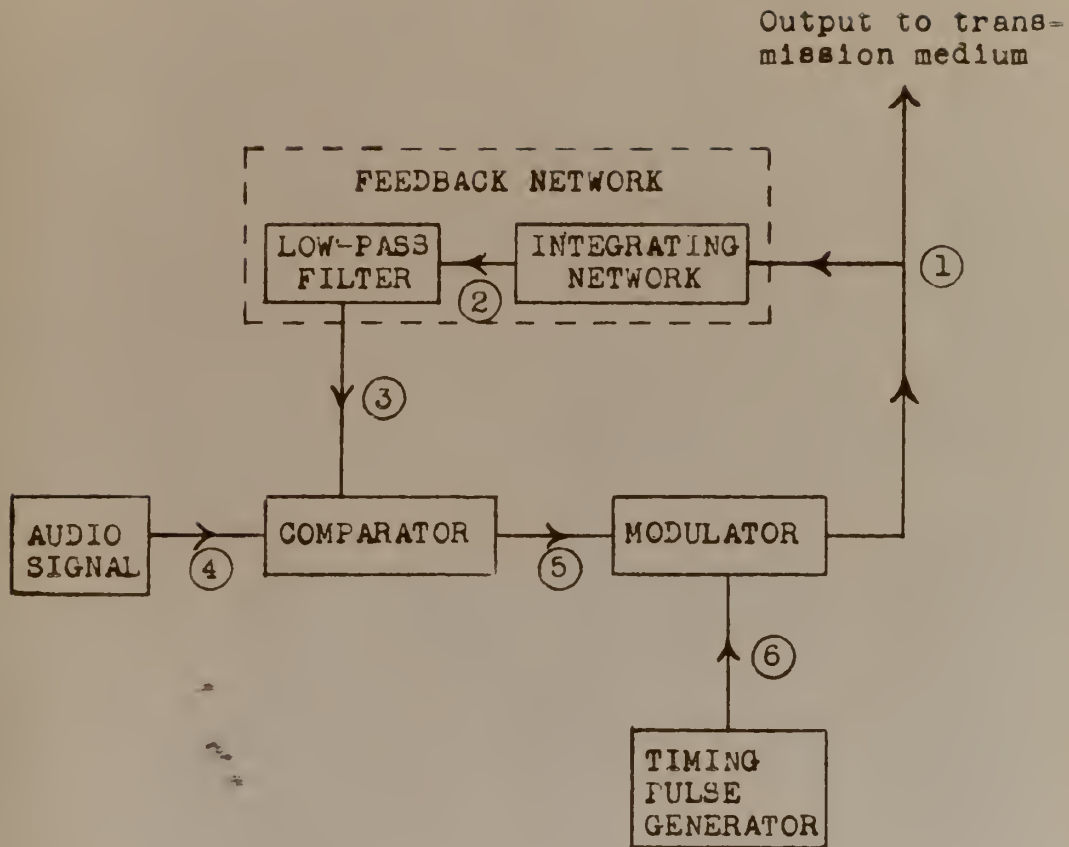 Output to trans-
mission medium
FEEDBACK NETWORK
LOW-PASS
FILTER
INTEGRATING
NETWORK
①
②
③
AUDIO
SIGNAL
COMPARATOR
MODULATOR
④
⑤
⑥
TIMING
PULSE
GENERATOR